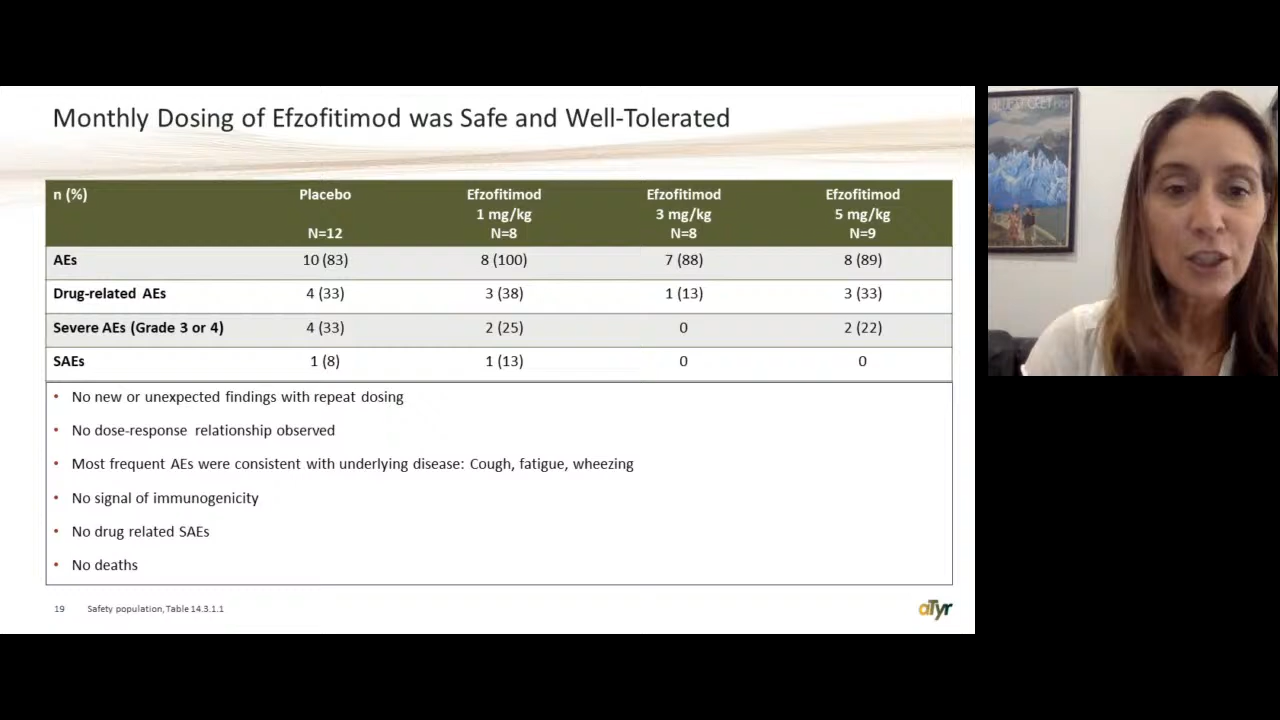 Monthly Dosing of Efzofitimod was Safe and Well-Tolerated
n (%) Placebo N=12 Efzofitimod 1 mg/kg N=8 Efzofitimod 3 mg/kg N=8 Efzofitimod 5 mg/kg N=9
AEs 10 (83) 8 (100) 7 (88) 8 (89)
Drug-related AEs 4 (33) 3 (38) 1 (13) 3 (33)
Severe AEs (Grade 3 or 4) 4 (33) 2 (25) 0 2 (22)
SAEs 1 (8) 1 (13) 0 0
• No new or unexpected findings with repeat dosing
• No dose-response relationship observed
• Most frequent AEs were consistent with underlying disease: Cough, fatigue, wheezing
• No signal of immunogenicity
• No drug related SAEs
• No deaths
19 Safety population, Table 14.3.1.1
aTyr